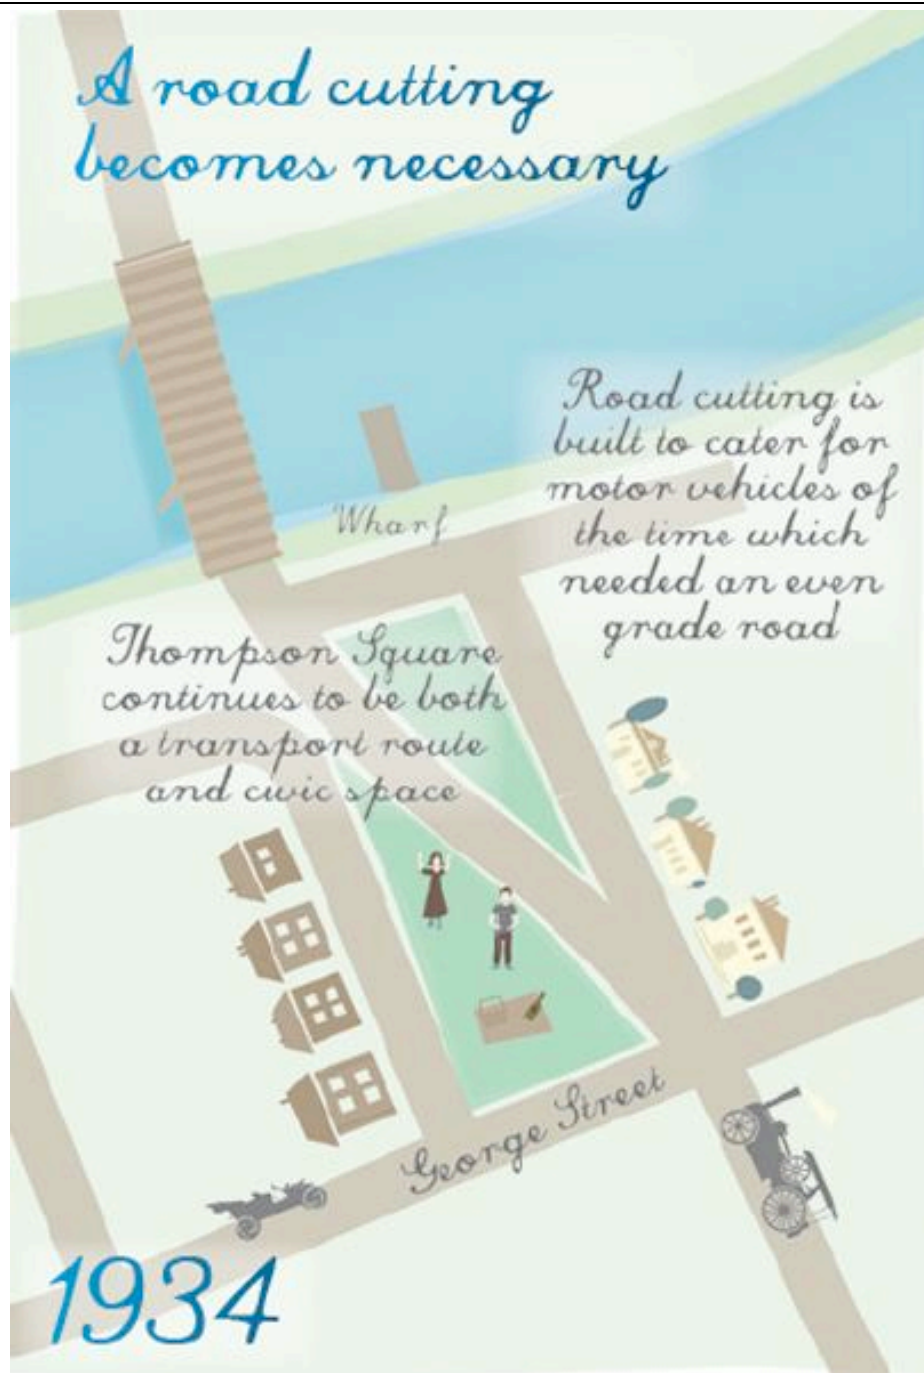 A road cutting
becomes necessary
Road cutting is
built to cater for
motor vehicles of
the time which
needed an even
grade road
Wharf
Thompson Square
continues to be both
a transport route
and civic space
George Street
1934